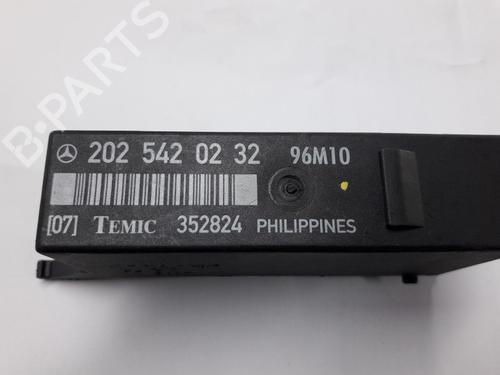 B-PARTS
202 542 02 32 96M10
[07] TEMIC 352824 PHILIPPINES